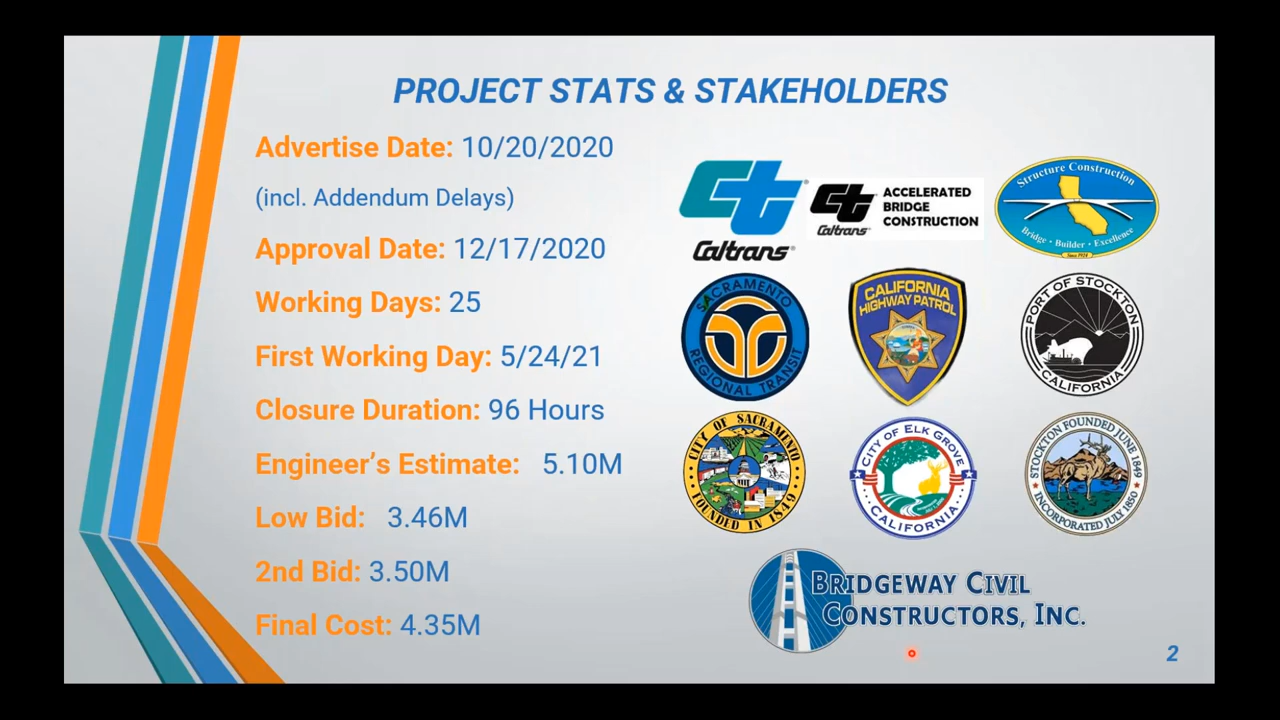 PROJECT STATS & STAKEHOLDERS
Advertise Date: 10/20/2020
(incl. Addendum Delays)
Approval Date: 12/17/2020
Working Days: 25
First Working Day: 5/24/21
Closure Duration: 96 Hours
Engineer’s Estimate: 5.10M
Low Bid: 3.46M
2nd Bid: 3.50M
Final Cost: 4.35M
Caltrans®
ACCELERATED
BRIDGE
CONSTRUCTION
Caltrans®
Structure Construction
Bridge • Builder • Excellence
Since 1924
SACRAMENTO
REGIONAL TRANSIT
CALIFORNIA
HIGHWAY PATROL
PORT OF STOCKTON
CALIFORNIA
CITY OF SACRAMENTO
FOUNDED IN 1849
CITY OF ELK GROVE
CALIFORNIA
STOCKTON FOUNDED JUNE 1849
INCORPORATED JULY 1850
BRIDGEWAY CIVIL
CONSTRUCTORS, INC.
2